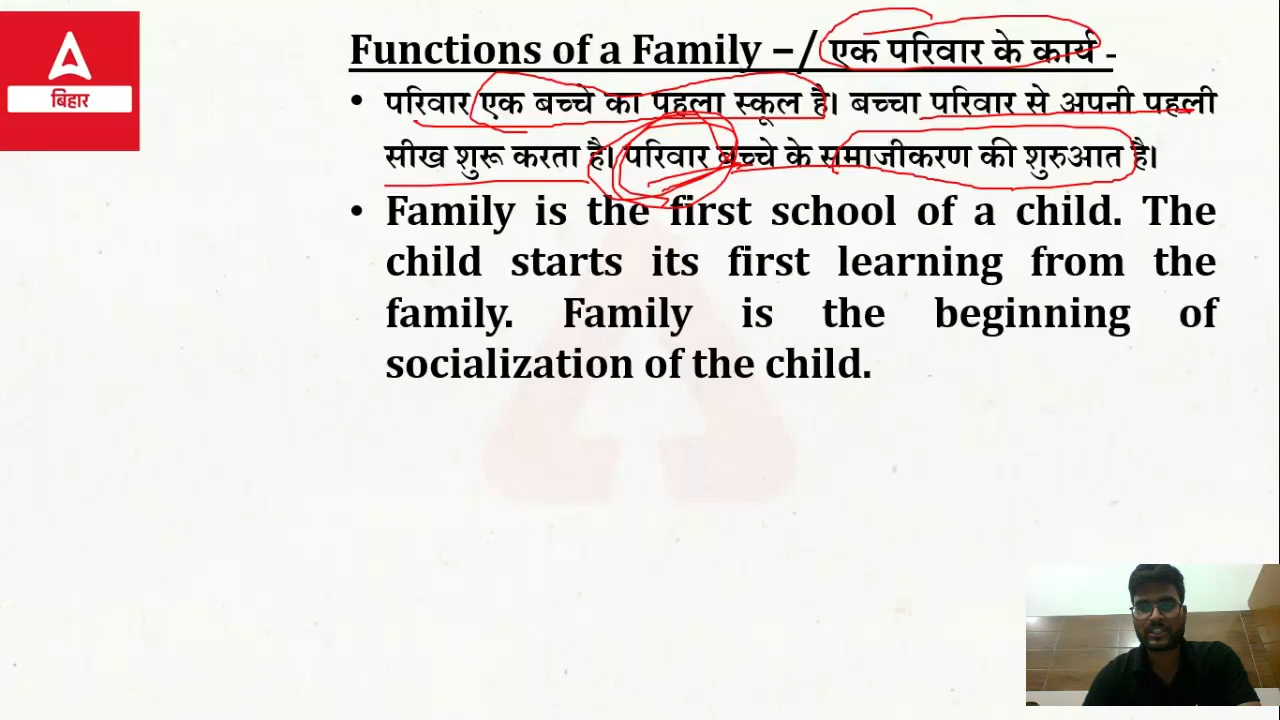 बिहार
Functions of a Family – / एक परिवार के कार्य -
• परिवार एक बच्चे का पहला स्कूल है। बच्चा परिवार से अपनी पहली
सीख शुरू करता है। परिवार बच्चे के समाजीकरण की शुरुआत है।
• Family is the first school of a child. The
child starts its first learning from the
family. Family is the beginning of
socialization of the child.